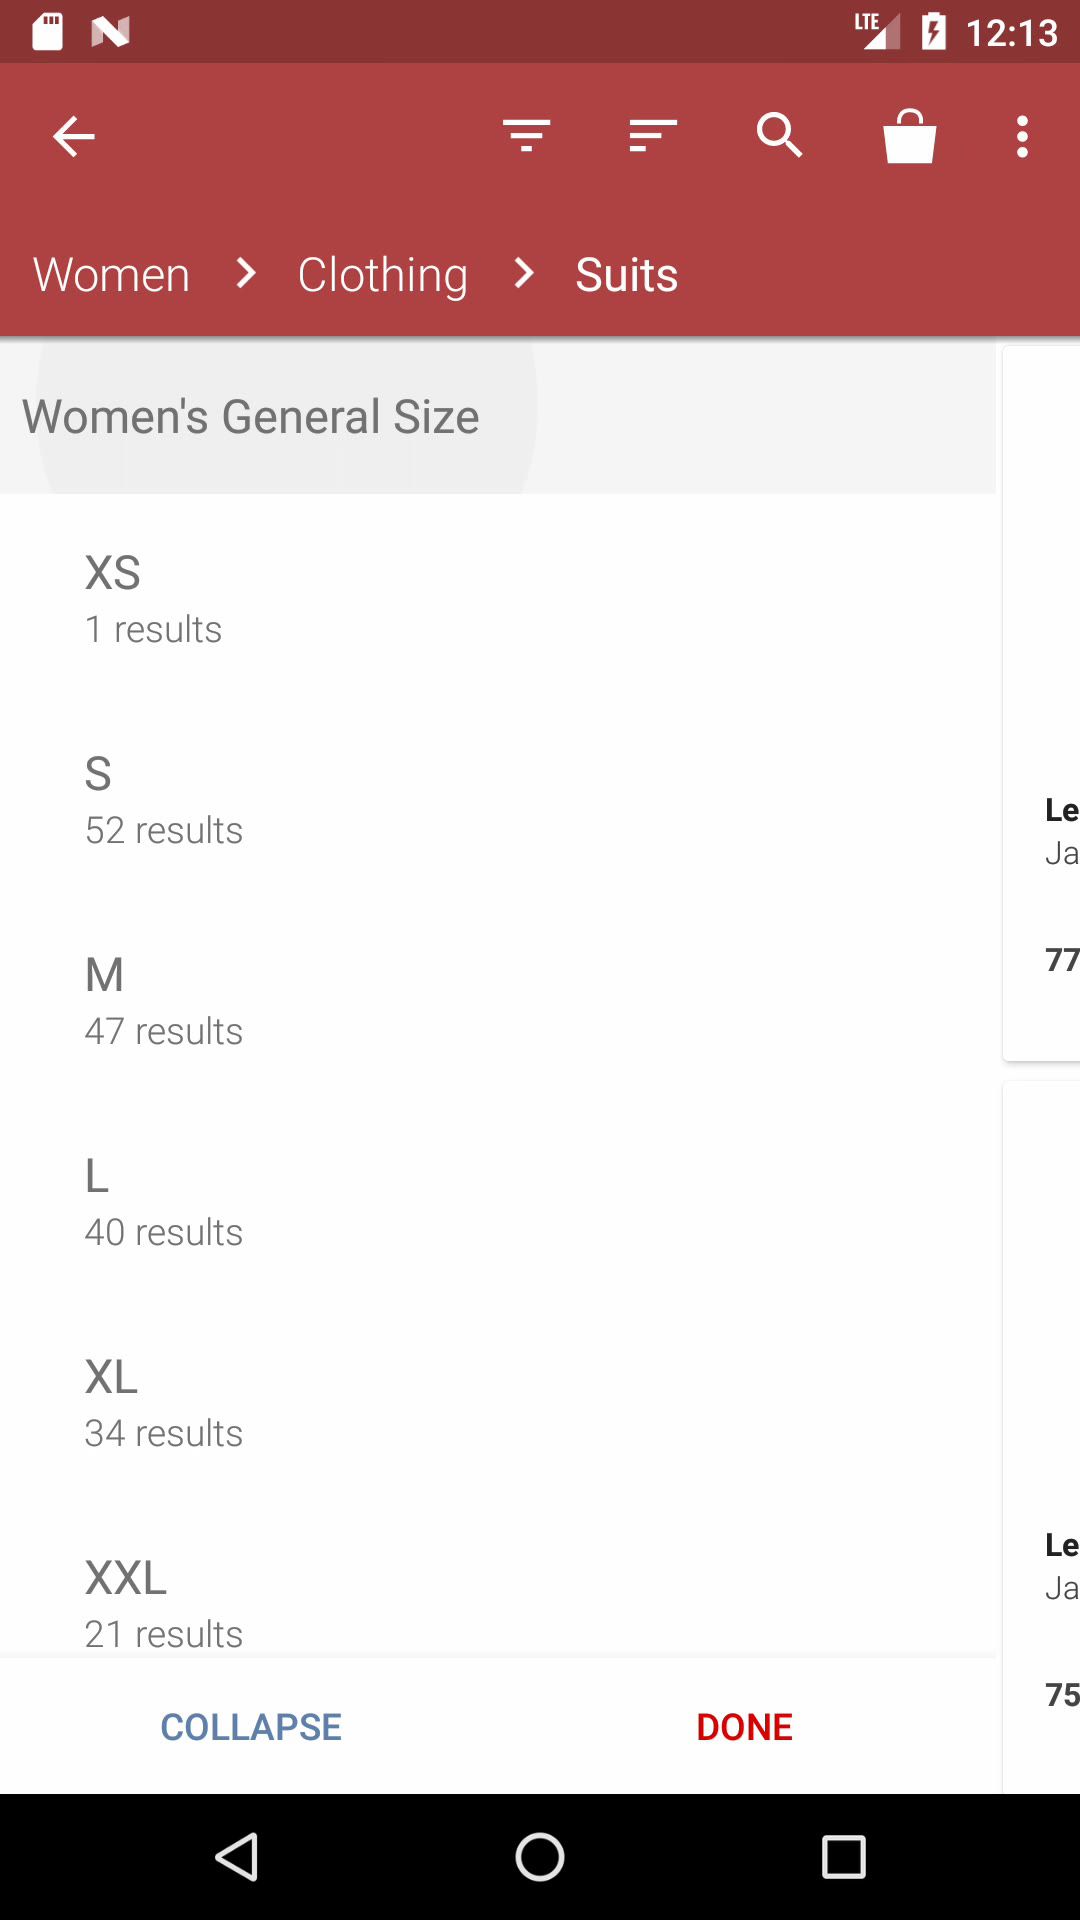 LTE 12:13
Women Clothing Suits
Women's General Size
XS
1 results
S
52 results
Le
Ja
M
47 results
77
L
40 results
XL
34 results
XXL
21 results
Le
Ja
75
COLLAPSE DONE